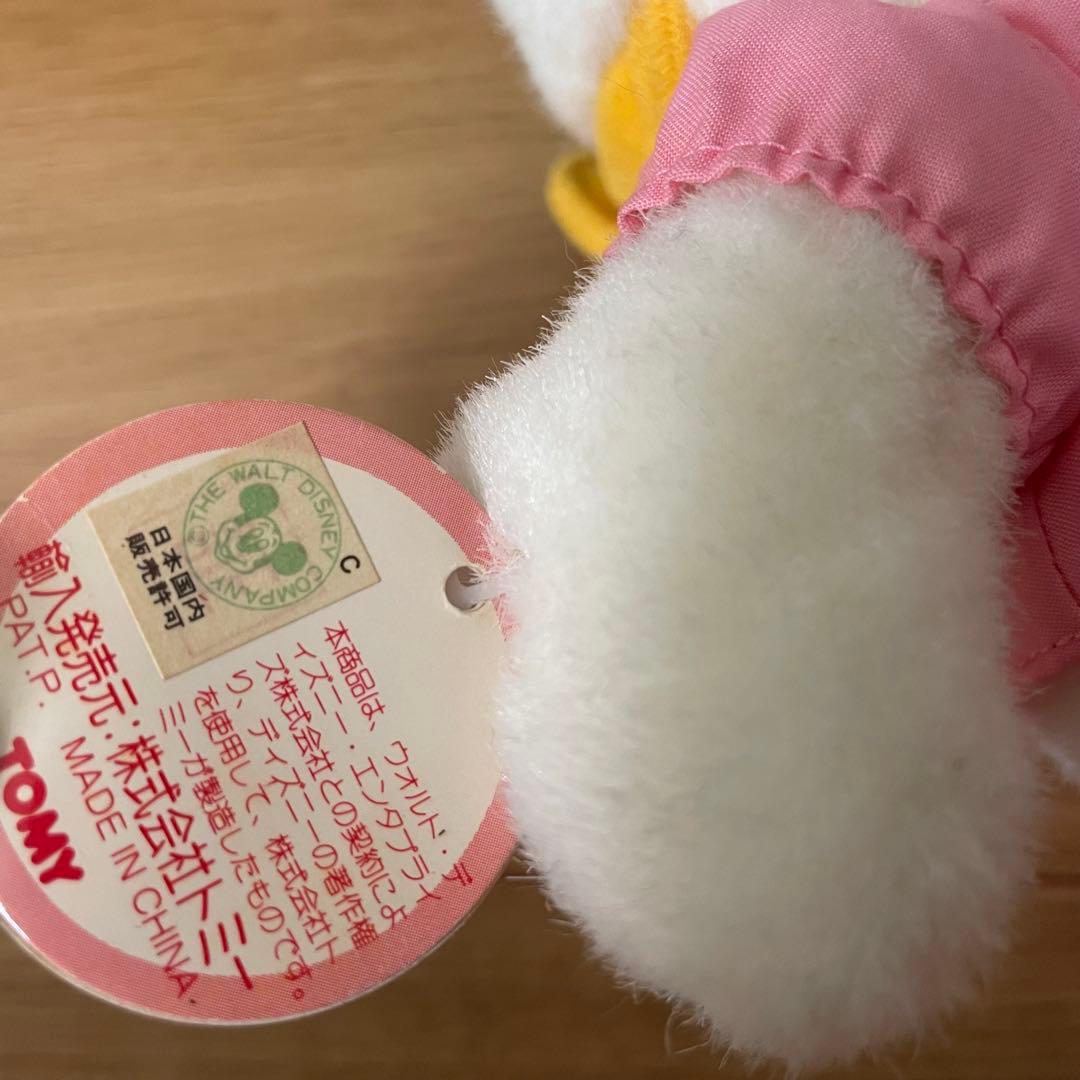 ©THE WALT DISNEY COMPANY
C
日本国内
販売許可
本商品は、ウォルト・デ
ィズニー・エンタプライ
ズ株式会社との契約によ
り、ディズニーの著作権
を使用して、株式会社ト
ミーが製造したものです。
輸入発売元:株式会社トミー
PAT.P. MADE IN CHINA.
TOMY